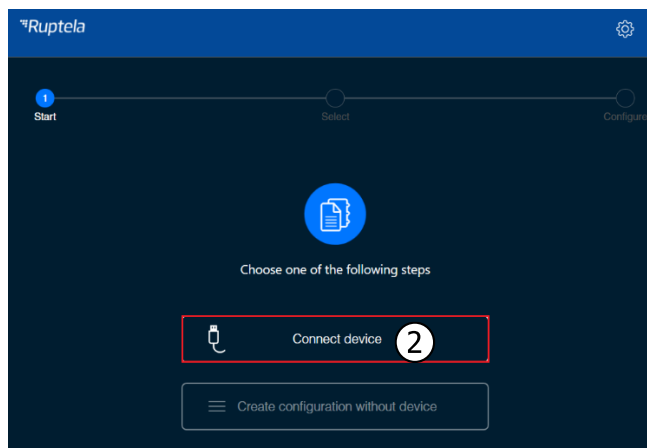 Ruptela
1
Start
Select
Configure
Choose one of the following steps
Connect device
2
Create configuration without device